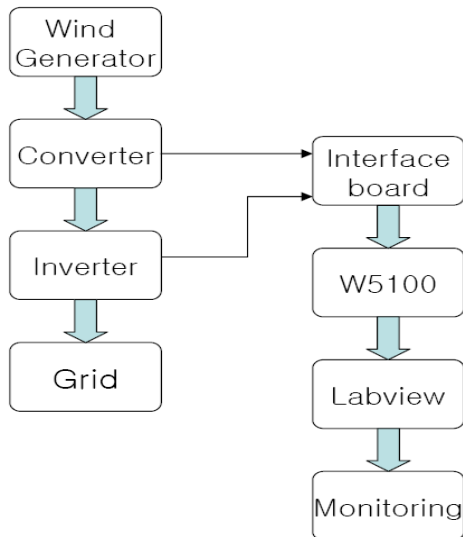 Wind
Generator
Converter
Inverter
Grid
Interface
board
W5100
Labview
Monitoring